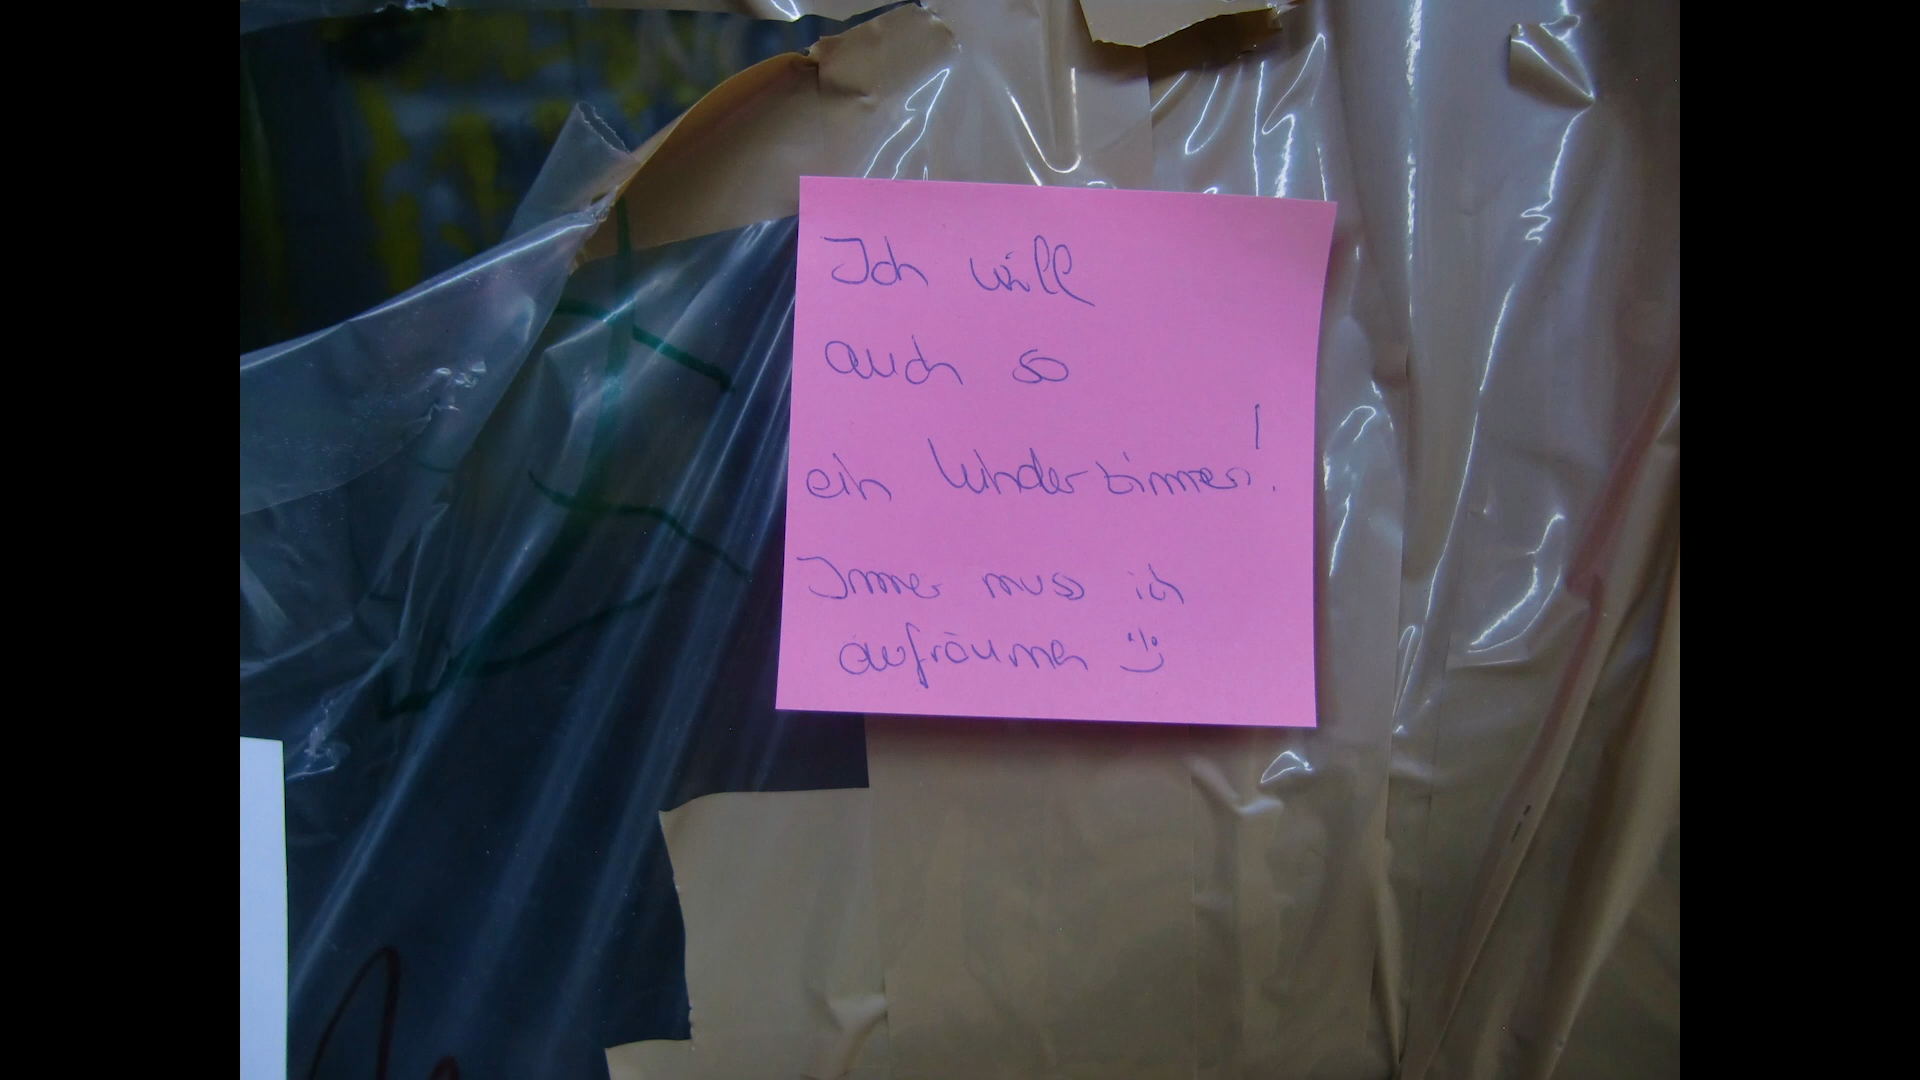 Ich will
auch so
ein Kinderzimmer!
Immer muss ich
aufräumen :)